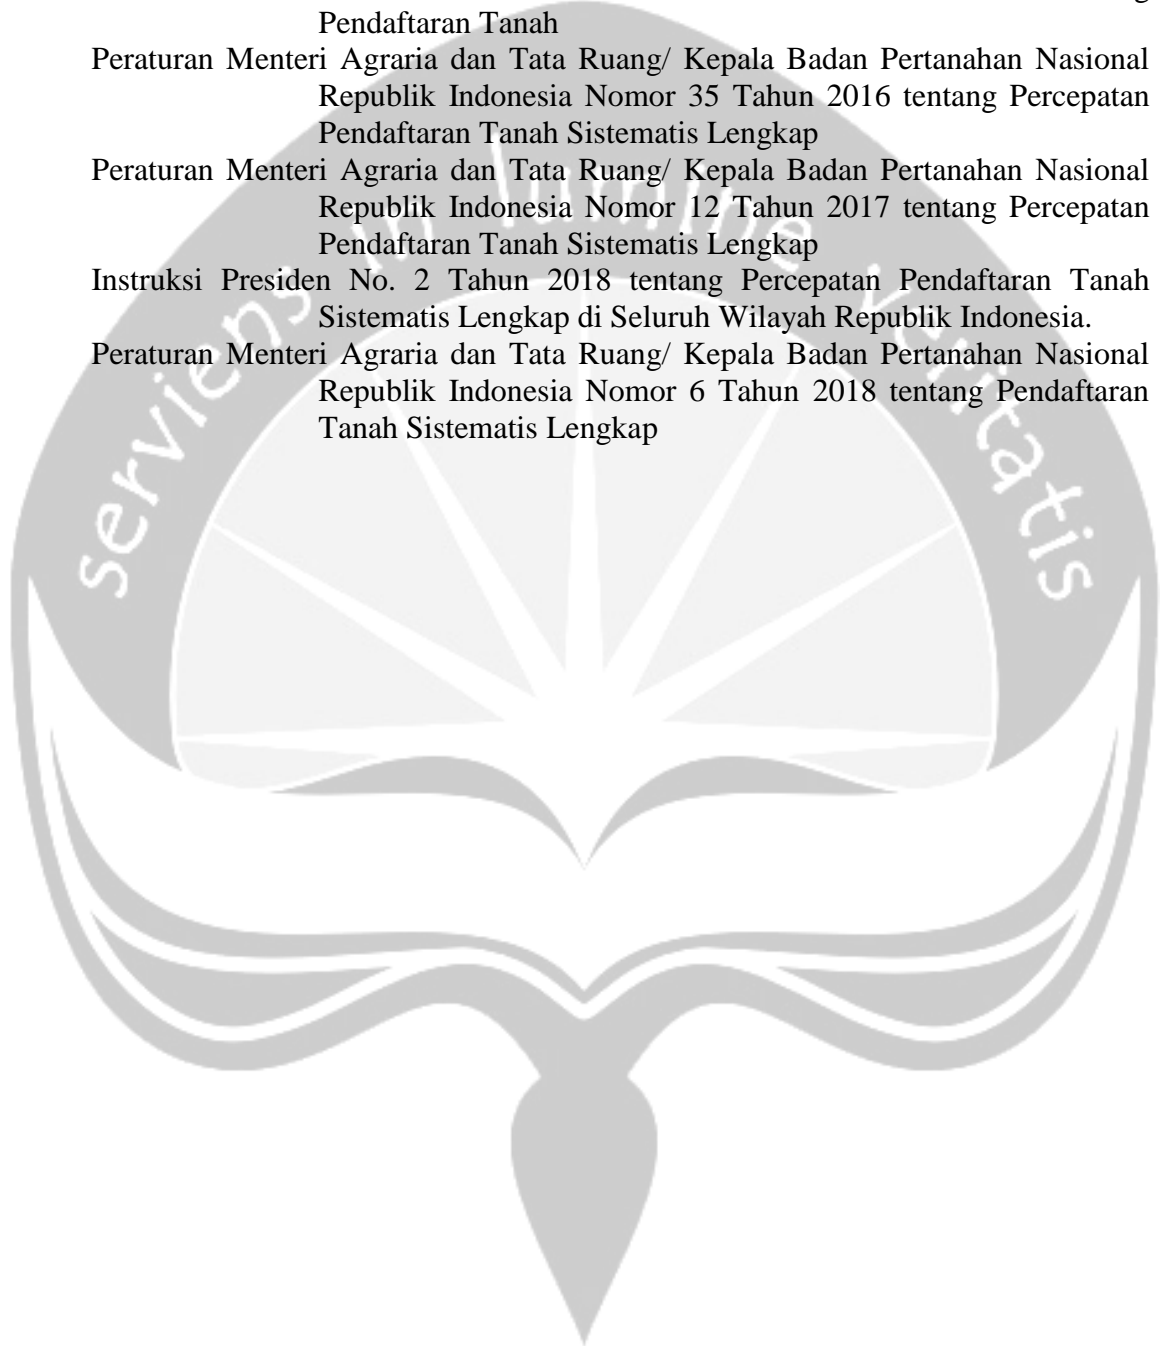 Pendaftaran Tanah
Peraturan Menteri Agraria dan Tata Ruang/ Kepala Badan Pertanahan Nasional
Republik Indonesia Nomor 35 Tahun 2016 tentang Percepatan
Pendaftaran Tanah Sistematis Lengkap
Peraturan Menteri Agraria dan Tata Ruang/ Kepala Badan Pertanahan Nasional
Republik Indonesia Nomor 12 Tahun 2017 tentang Percepatan
Pendaftaran Tanah Sistematis Lengkap
Instruksi Presiden No. 2 Tahun 2018 tentang Percepatan Pendaftaran Tanah
Sistematis Lengkap di Seluruh Wilayah Republik Indonesia.
Peraturan Menteri Agraria dan Tata Ruang/ Kepala Badan Pertanahan Nasional
Republik Indonesia Nomor 6 Tahun 2018 tentang Pendaftaran
Tanah Sistematis Lengkap
serviens in lumine veritatis